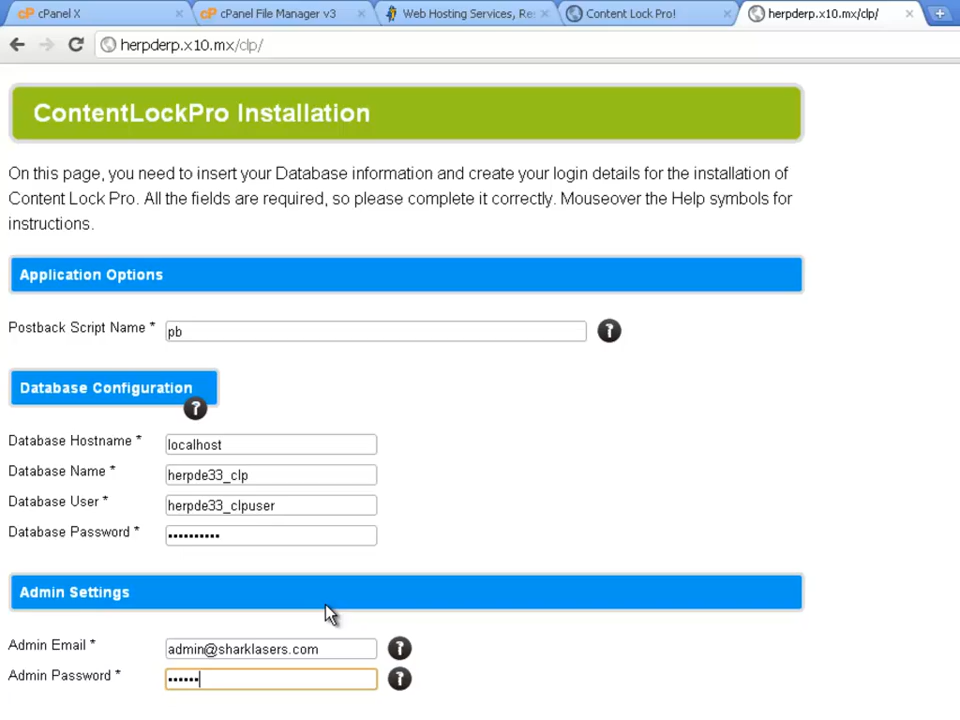 cP cPanel X
cP cPanel File Manager v3
Web Hosting Services, Re
Content Lock Pro!
herpderp.x10.mx/clp/
herpderp.x10.mx/clp/
ContentLockPro Installation
On this page, you need to insert your Database information and create your login details for the installation of
Content Lock Pro. All the fields are required, so please complete it correctly. Mouseover the Help symbols for
instructions.
Application Options
Postback Script Name * pb ?
Database Configuration
?
Database Hostname * localhost
Database Name * herpde33_clp
Database User * herpde33_clpuser
Database Password * ••••••••••
Admin Settings
Admin Email * admin@sharklasers.com ?
Admin Password * •••••• ?